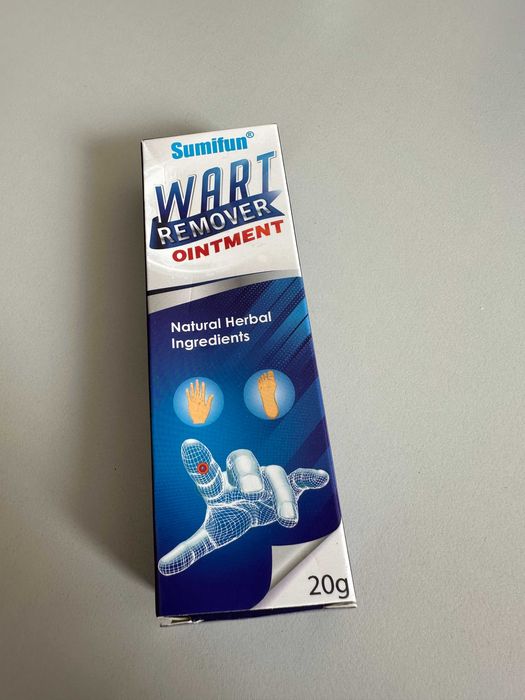 Sumifun®
WART
REMOVER
OINTMENT
Natural Herbal
Ingredients
20g